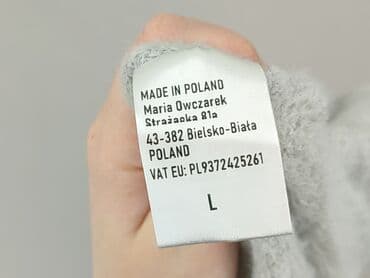 MADE IN POLAND
Maria Owczarek
Strażacka 81a
43-382 Bielsko-Biała
POLAND
VAT EU: PL9372425261
L